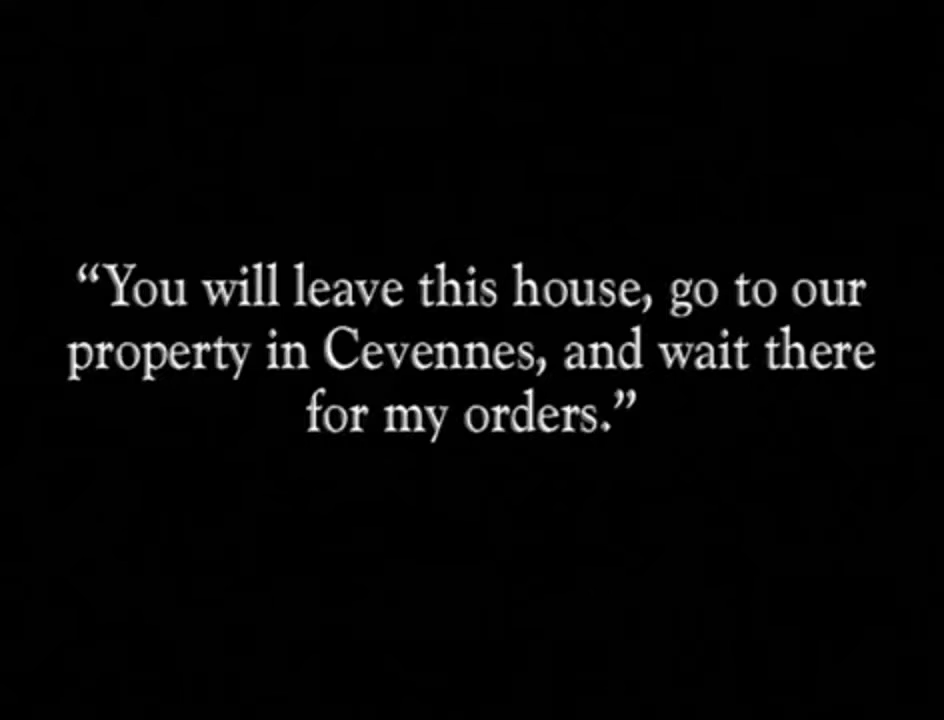 “You will leave this house, go to our
property in Cevennes, and wait there
for my orders.”